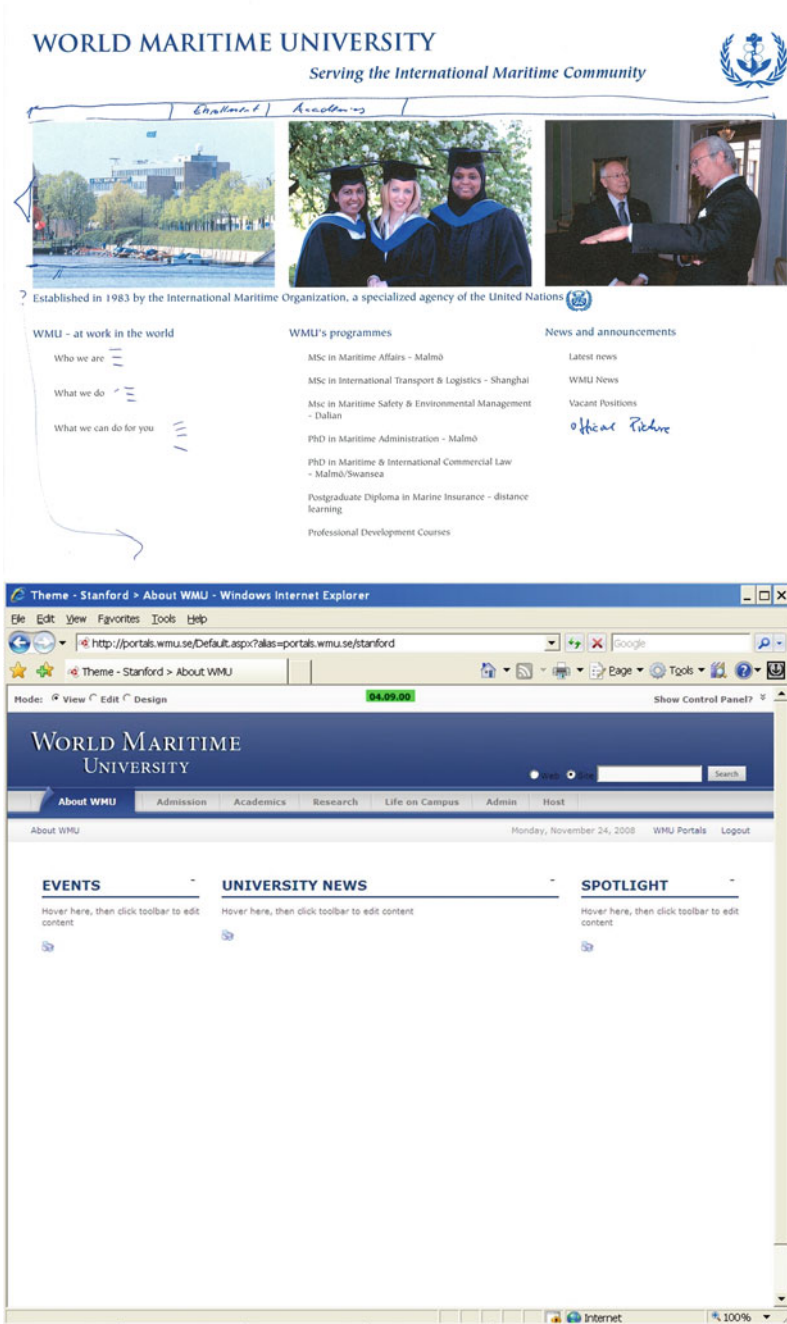 WORLD MARITIME UNIVERSITY
Serving the International Maritime Community
Enrollment Academics
Established in 1983 by the International Maritime Organization, a specialized agency of the United Nations
?
WMU - at work in the world
Who we are
What we do
What we can do for you
WMU's programmes
MSc in Maritime Affairs - Malmö
MSc in International Transport & Logistics - Shanghai
Msc in Maritime Safety & Environmental Management
- Dalian
PhD in Maritime Administration - Malmö
PhD in Maritime & International Commercial Law
- Malmö/Swansea
Postgraduate Diploma in Marine Insurance - distance
learning
Professional Development Courses
News and announcements
Latest news
WMU News
Vacant Positions
Offical Picture
Theme - Stanford > About WMU - Windows Internet Explorer
File Edit View Favorites Tools Help
http://portals.wmu.se/Default.aspx?alias=portals.wmu.se/stanford
Google
Theme - Stanford > About WMU
Page Tools
Mode: View Edit Design
04.09.00
Show Control Panel?
WORLD MARITIME
UNIVERSITY
Web Site
Search
About WMU Admission Academics Research Life on Campus Admin Host
About WMU
Monday, November 24, 2008 WMU Portals Logout
EVENTS
Hover here, then click toolbar to edit
content
UNIVERSITY NEWS
Hover here, then click toolbar to edit content
SPOTLIGHT
Hover here, then click toolbar to edit
content
Internet
100%